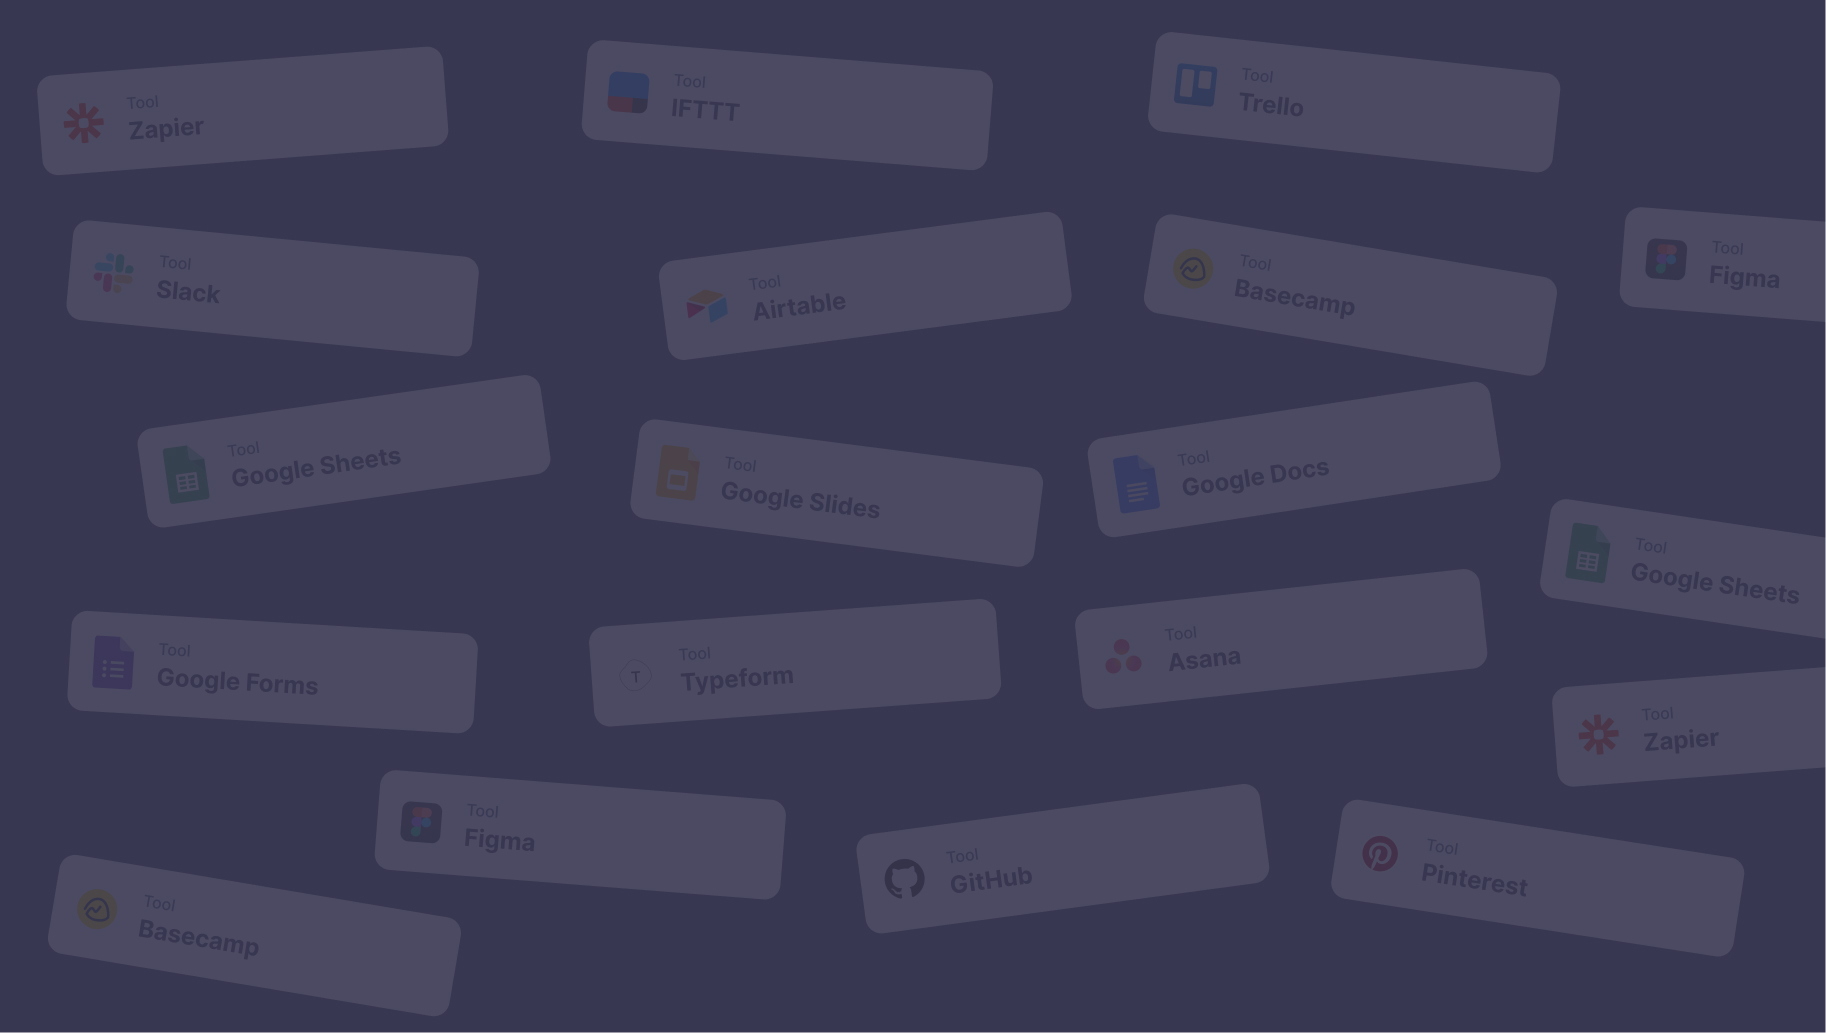 Tool
Zapier
Tool
IFTTT
Tool
Trello
Tool
Slack
Tool
Airtable
Tool
Basecamp
Tool
Figma
Tool
Google Sheets
Tool
Google Slides
Tool
Google Docs
Tool
Google Sheets
Tool
Google Forms
T
Tool
Typeform
Tool
Asana
Tool
Zapier
Tool
Figma
Tool
GitHub
Tool
Pinterest
Tool
Basecamp